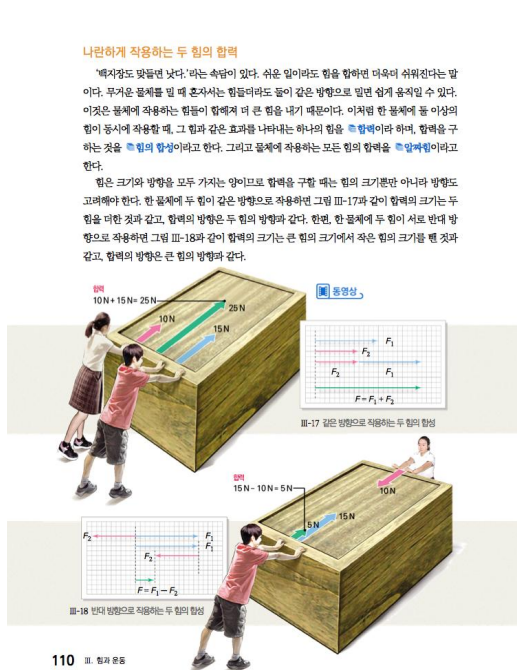 나란하게 작용하는 두 힘의 합력
‘백지장도 맞들면 낫다.’라는 속담이 있다. 쉬운 일이라도 힘을 합하면 더욱더 쉬워진다는 말
이다. 무거운 물체를 밀 때 혼자서는 힘들더라도 둘이 같은 방향으로 밀면 쉽게 움직일 수 있다.
이것은 물체에 작용하는 힘들이 합해져 더 큰 힘을 내기 때문이다. 이처럼 한 물체에 둘 이상의
힘이 동시에 작용할 때, 그 힘과 같은 효과를 나타내는 하나의 힘을 합력이라 하며, 합력을 구
하는 것을 힘의 합성이라고 한다. 그리고 물체에 작용하는 모든 힘의 합력을 알짜힘이라고
한다.
힘은 크기와 방향을 모두 가지는 양이므로 합력을 구할 때는 힘의 크기뿐만 아니라 방향도
고려해야 한다. 한 물체에 두 힘이 같은 방향으로 작용하면 그림 Ⅲ-17과 같이 합력의 크기는 두
힘을 더한 것과 같고, 합력의 방향은 두 힘의 방향과 같다. 한편, 한 물체에 두 힘이 서로 반대 방
향으로 작용하면 그림 Ⅲ-18과 같이 합력의 크기는 큰 힘의 크기에서 작은 힘의 크기를 뺀 것과
같고, 합력의 방향은 큰 힘의 방향과 같다.
동영상
합력
10 N + 15 N = 25 N
25 N
10 N
15 N
F₁
F₂
F₂ F₁
F = F₁ + F₂
Ⅲ-17 같은 방향으로 작용하는 두 힘의 합성
합력
15 N - 10 N = 5 N
10 N
15 N
5 N
F₂ F₁
F₁
F₂
F = F₁ - F₂
Ⅲ-18 반대 방향으로 작용하는 두 힘의 합성
110 Ⅲ. 힘과 운동